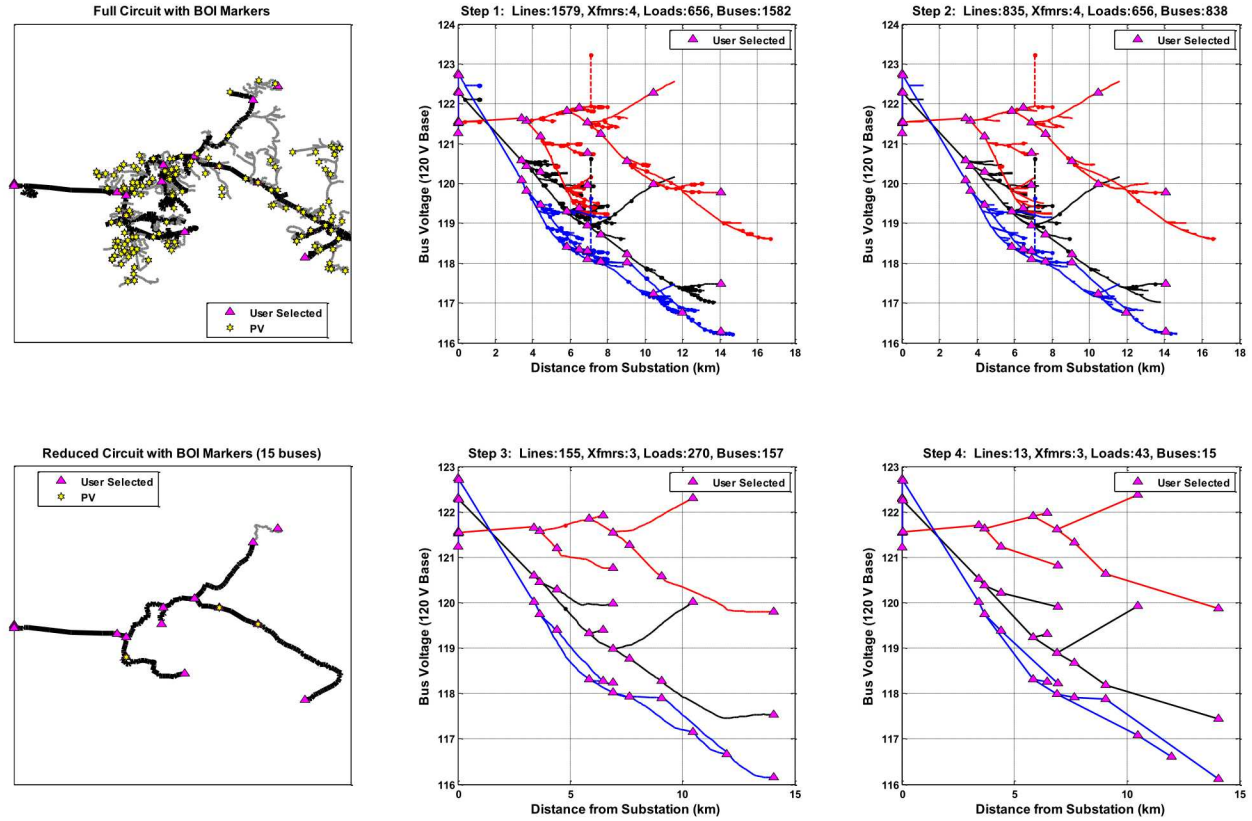 Full Circuit with BOI Markers
User Selected
PV
Step 1: Lines:1579, Xfmrs:4, Loads:656, Buses:1582
User Selected
Bus Voltage (120 V Base)
124
123
122
121
120
119
118
117
116
0 2 4 6 8 10 12 14 16 18
Distance from Substation (km)
Step 2: Lines:835, Xfmrs:4, Loads:656, Buses:838
User Selected
Bus Voltage (120 V Base)
124
123
122
121
120
119
118
117
116
0 2 4 6 8 10 12 14 16 18
Distance from Substation (km)
Reduced Circuit with BOI Markers (15 buses)
User Selected
PV
Step 3: Lines:155, Xfmrs:3, Loads:270, Buses:157
User Selected
Bus Voltage (120 V Base)
123
122
121
120
119
118
117
116
0 5 10 15
Distance from Substation (km)
Step 4: Lines:13, Xfmrs:3, Loads:43, Buses:15
User Selected
Bus Voltage (120 V Base)
123
122
121
120
119
118
117
116
0 5 10 15
Distance from Substation (km)